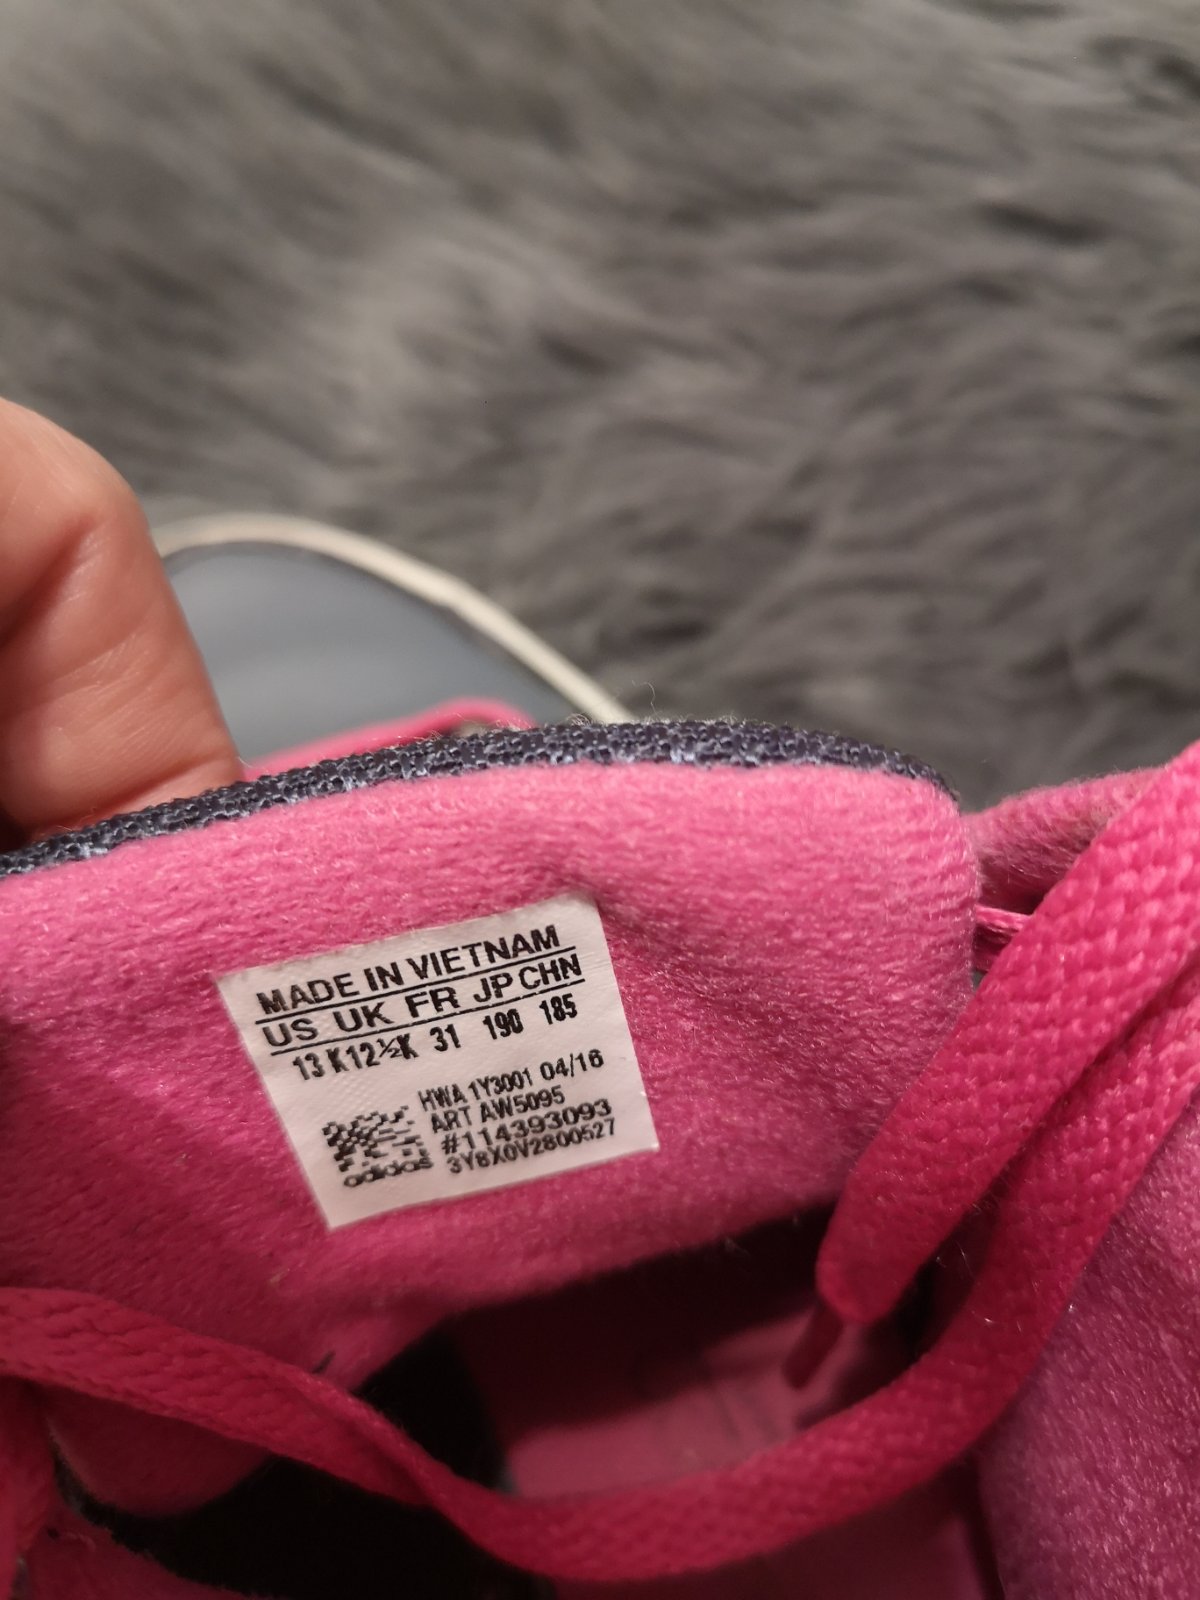 MADE IN VIETNAM
US UK FR JP CHN
13 K 12½K 31 190 185
HWA 1Y3001 04/16
ART AW5095
#114393093
adidas 3Y8X0V2800527